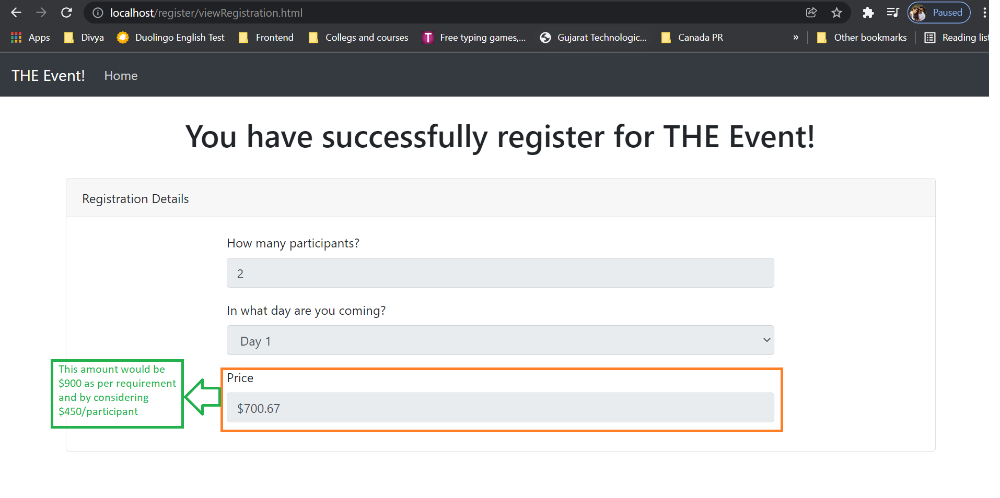 localhost/register/viewRegistration.html
Paused
Apps
Divya
Duolingo English Test
Frontend
Collegs and courses
T
Free typing games,...
Gujarat Technologic...
Canada PR
»
Other bookmarks
Reading list
THE Event!
Home
You have successfully register for THE Event!
Registration Details
How many participants?
2
In what day are you coming?
Day 1
This amount would be
$900 as per requirement
and by considering
$450/participant
Price
$700.67